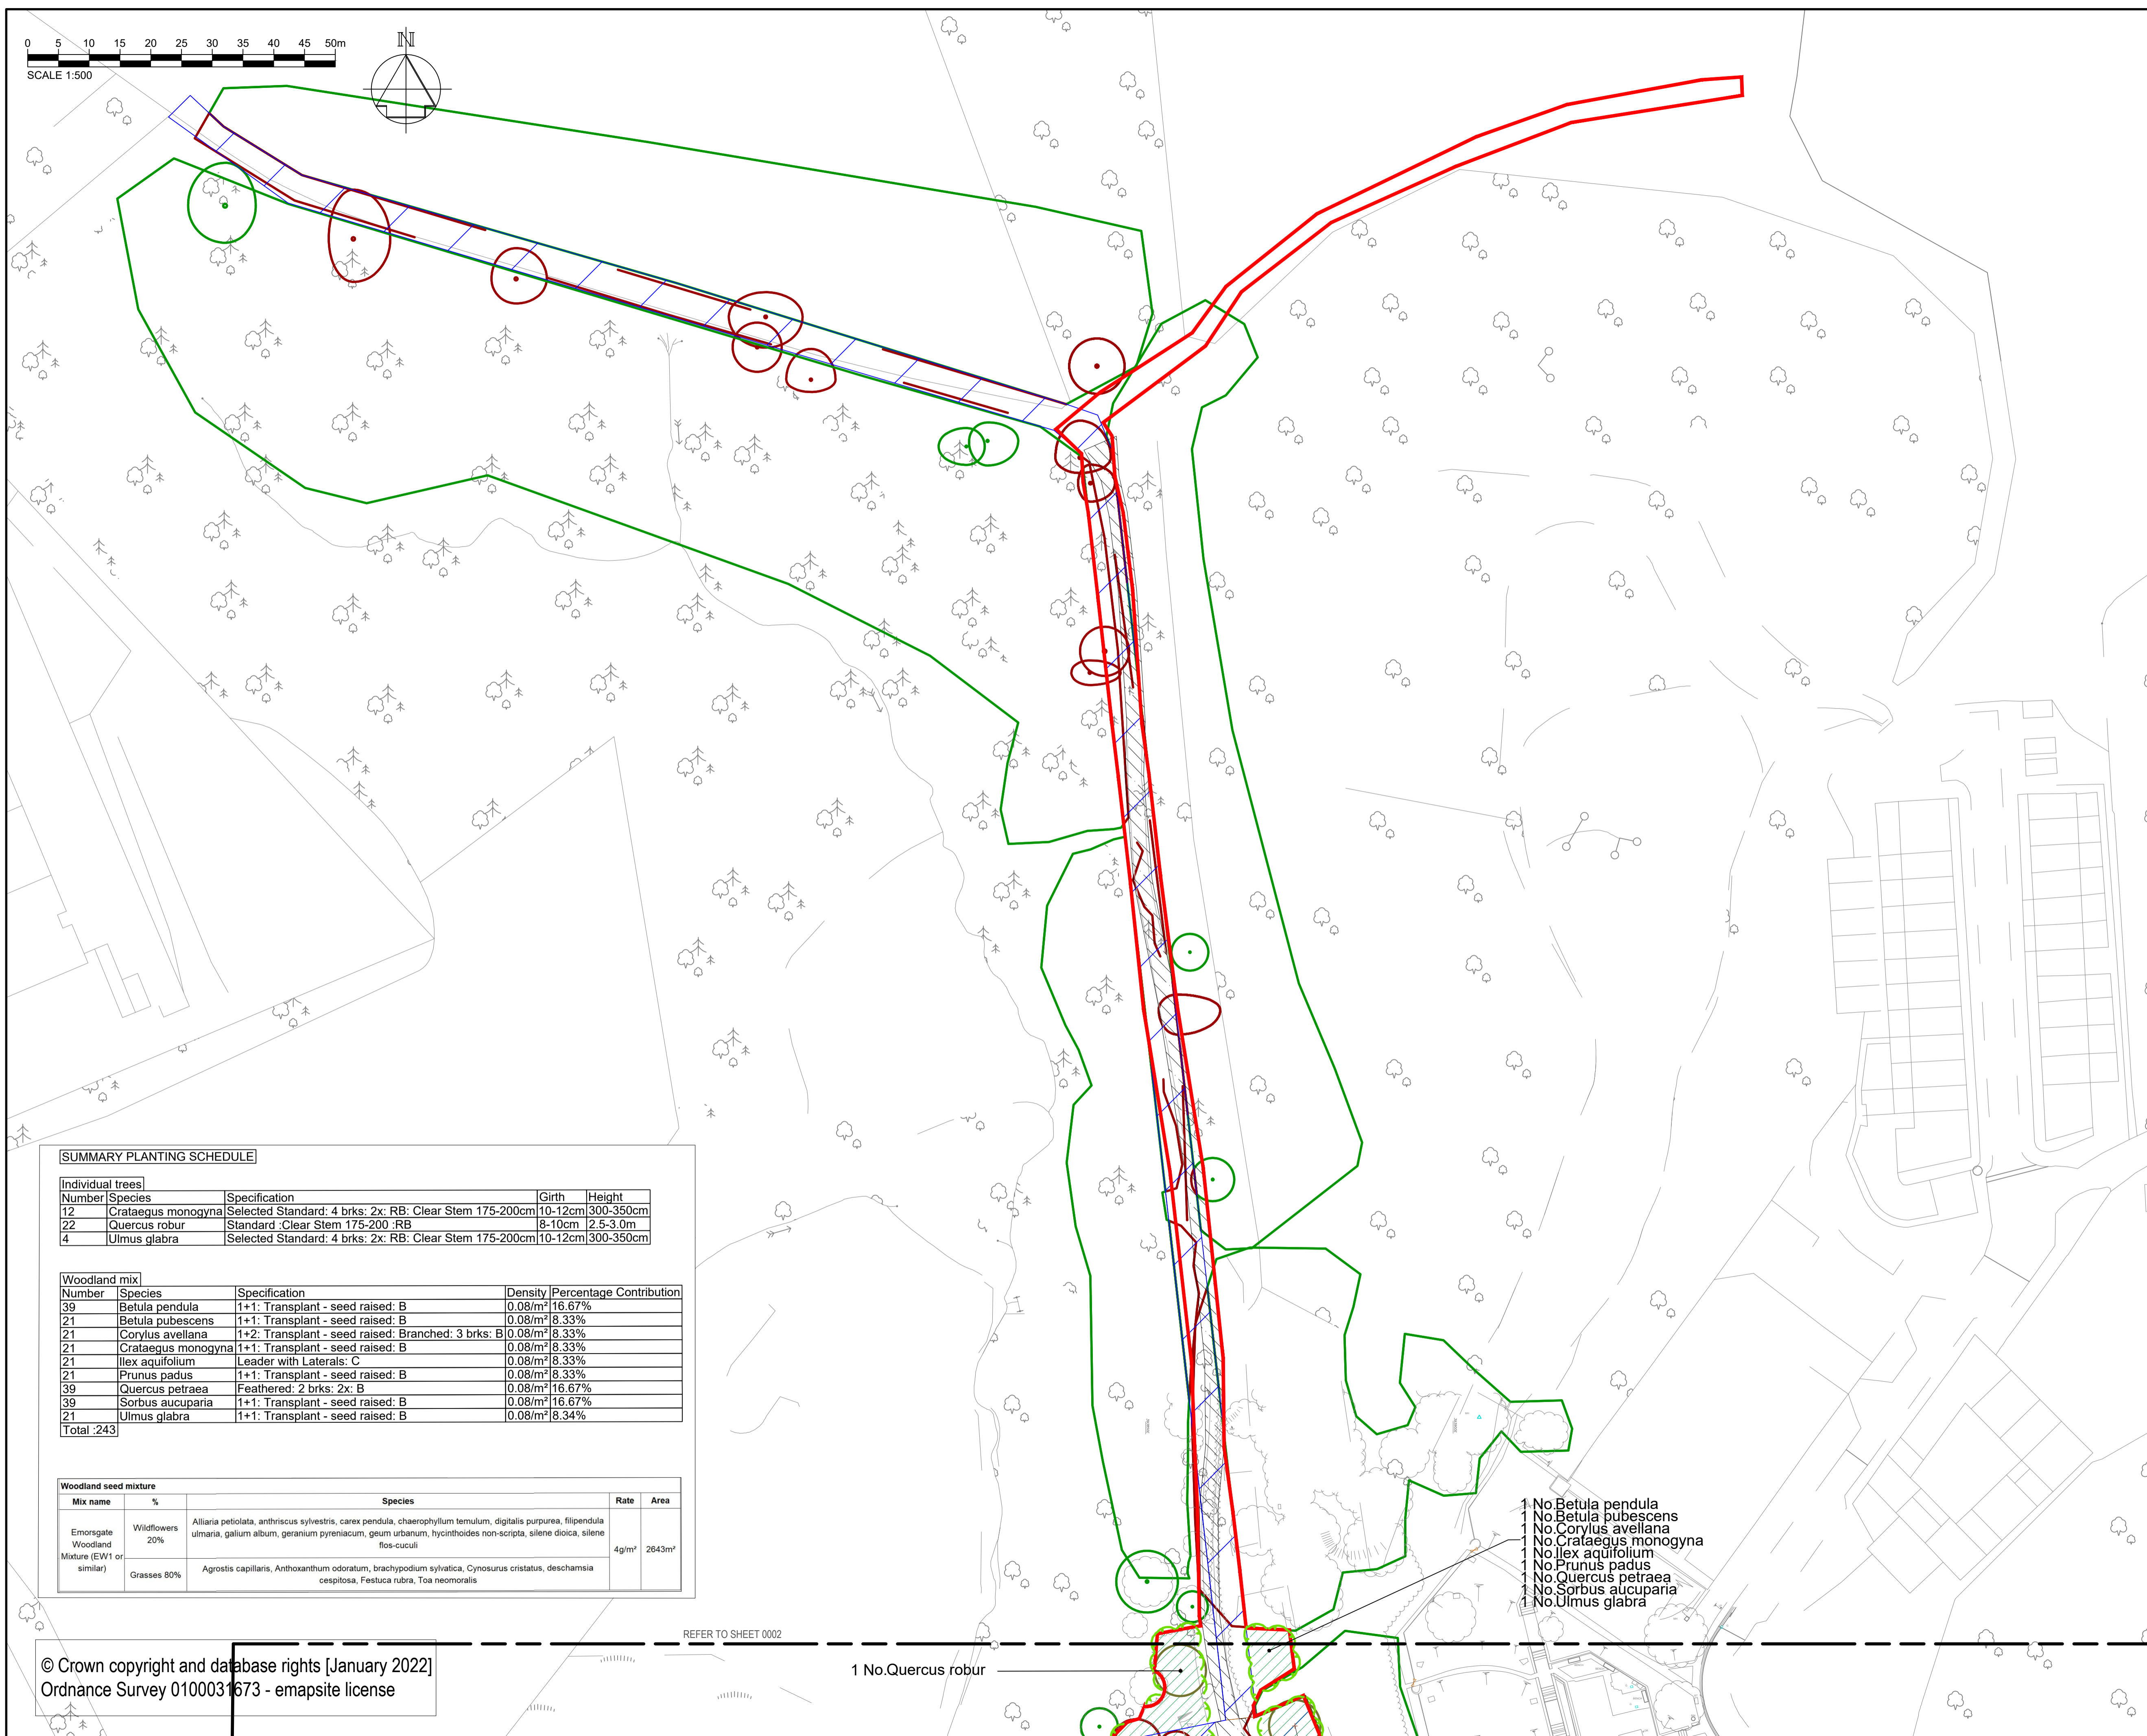 0 5 10 15 20 25 30 35 40 45 50m
SCALE 1:500
N
SUMMARY PLANTING SCHEDULE
Individual trees
Number Species Specification Girth Height
12 Crataegus monogyna Selected Standard: 4 brks: 2x: RB: Clear Stem 175-200cm 10-12cm 300-350cm
22 Quercus robur Standard :Clear Stem 175-200 :RB 8-10cm 2.5-3.0m
4 Ulmus glabra Selected Standard: 4 brks: 2x: RB: Clear Stem 175-200cm 10-12cm 300-350cm
Woodland mix
Number Species Specification Density Percentage Contribution
39 Betula pendula 1+1: Transplant - seed raised: B 0.08/m² 16.67%
21 Betula pubescens 1+1: Transplant - seed raised: B 0.08/m² 8.33%
21 Corylus avellana 1+2: Transplant - seed raised: Branched: 3 brks: B 0.08/m² 8.33%
21 Crataegus monogyna 1+1: Transplant - seed raised: B 0.08/m² 8.33%
21 Ilex aquifolium Leader with Laterals: C 0.08/m² 8.33%
21 Prunus padus 1+1: Transplant - seed raised: B 0.08/m² 8.33%
39 Quercus petraea Feathered: 2 brks: 2x: B 0.08/m² 16.67%
39 Sorbus aucuparia 1+1: Transplant - seed raised: B 0.08/m² 16.67%
21 Ulmus glabra 1+1: Transplant - seed raised: B 0.08/m² 8.34%
Total :243
Woodland seed mixture
Mix name % Species Rate Area
Emorsgate Woodland Mixture (EW1 or similar)
Wildflowers 20%
Alliaria petiolata, anthriscus sylvestris, carex pendula, chaerophyllum temulum, digitalis purpurea, filipendula
ulmaria, galium album, geranium pyreniacum, geum urbanum, hycinthoides non-scripta, silene dioica, silene
flos-cuculi
4g/m² 2643m²
Grasses 80%
Agrostis capillaris, Anthoxanthum odoratum, brachypodium sylvatica, Cynosurus cristatus, deschamsia
cespitosa, Festuca rubra, Toa neomoralis
1 No.Betula pendula
1 No.Betula pubescens
1 No.Corylus avellana
1 No.Crataegus monogyna
1 No.Ilex aquifolium
1 No.Prunus padus
1 No.Quercus petraea
1 No.Sorbus aucuparia
1 No.Ulmus glabra
REFER TO SHEET 0002
1 No.Quercus robur
© Crown copyright and database rights [January 2022]
Ordnance Survey 0100031673 - emapsite license